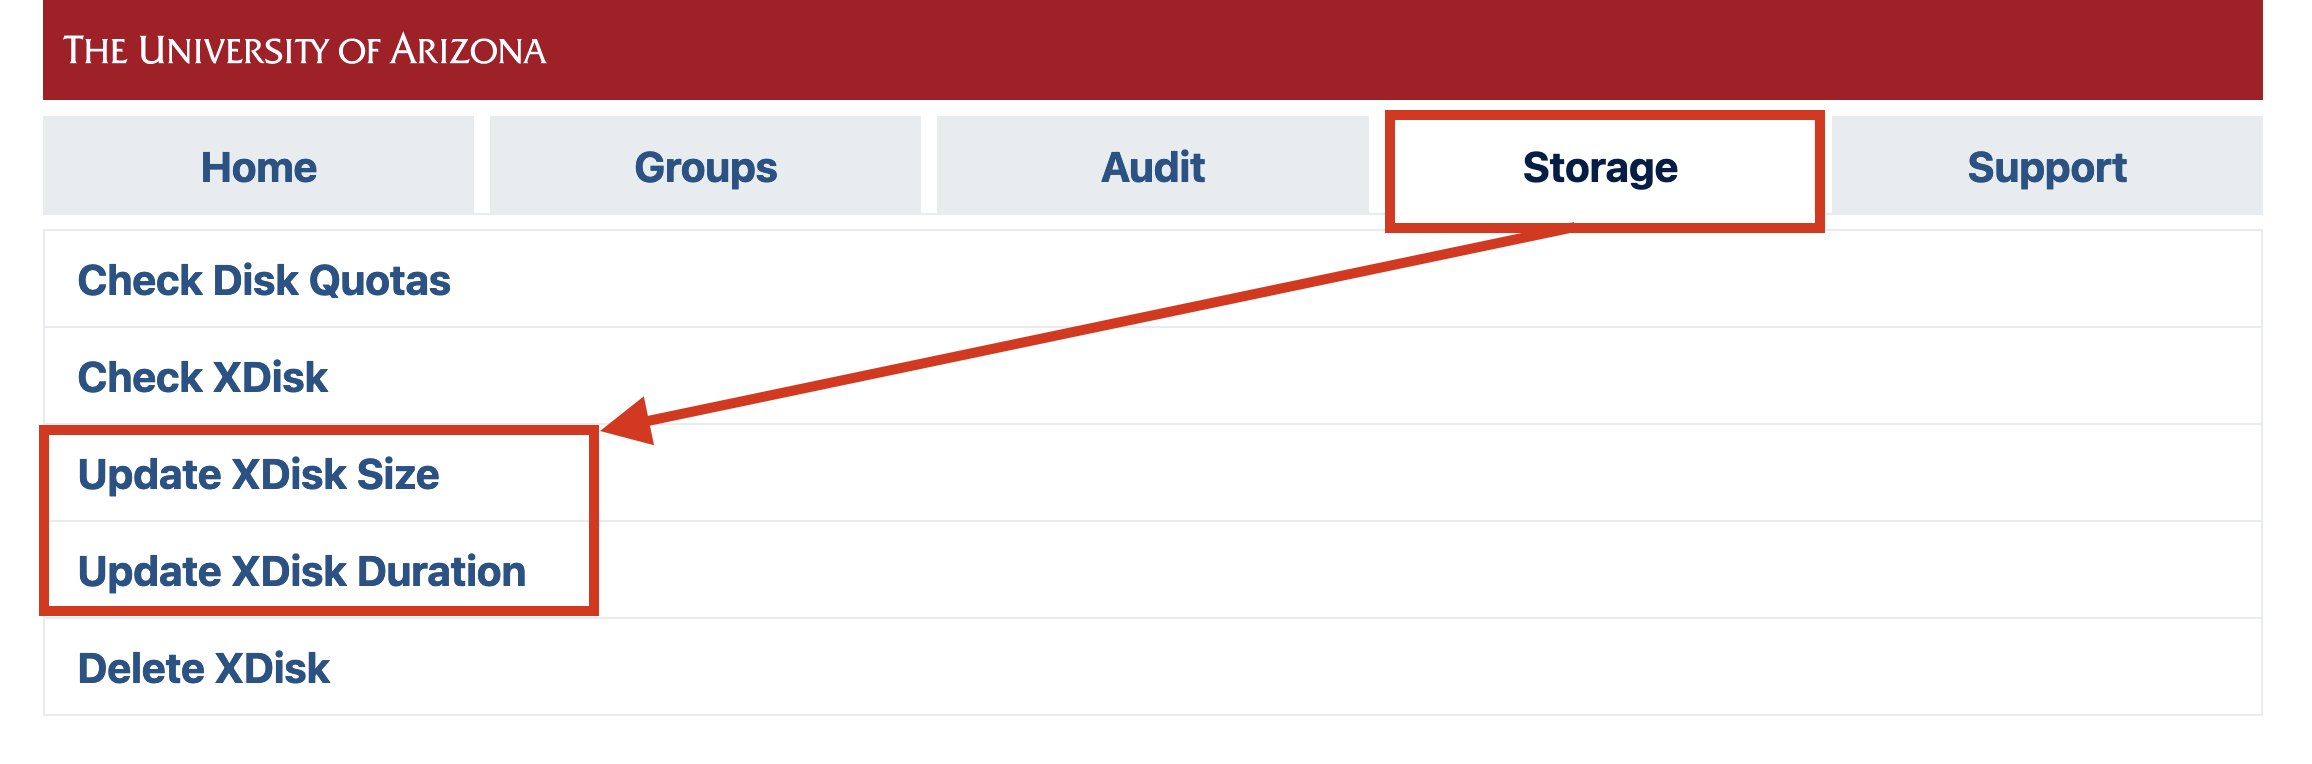 THE UNIVERSITY OF ARIZONA
Home Groups Audit Storage Support
Check Disk Quotas
Check XDisk
Update XDisk Size
Update XDisk Duration
Delete XDisk